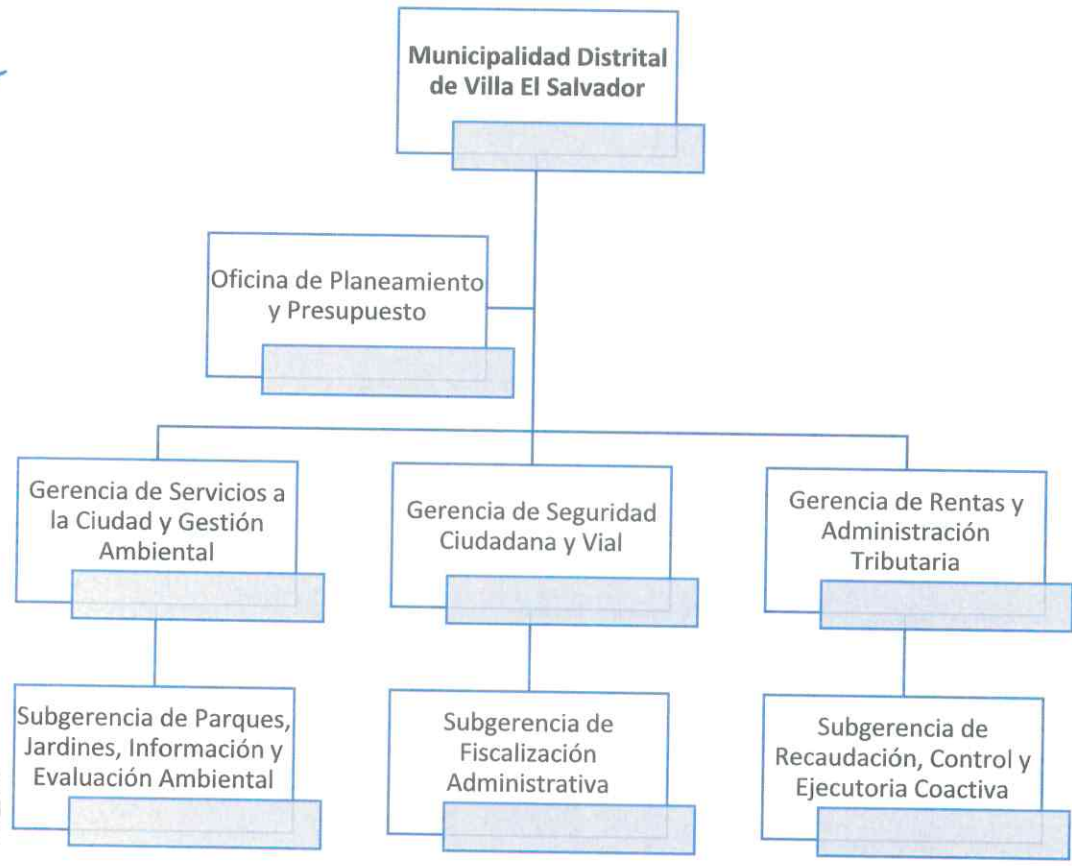 Municipalidad Distrital
de Villa El Salvador
Oficina de Planeamiento
y Presupuesto
Gerencia de Servicios a
la Ciudad y Gestión
Ambiental
Gerencia de Seguridad
Ciudadana y Vial
Gerencia de Rentas y
Administración
Tributaria
Subgerencia de Parques,
Jardines, Información y
Evaluación Ambiental
Subgerencia de
Fiscalización
Administrativa
Subgerencia de
Recaudación, Control y
Ejecutoria Coactiva